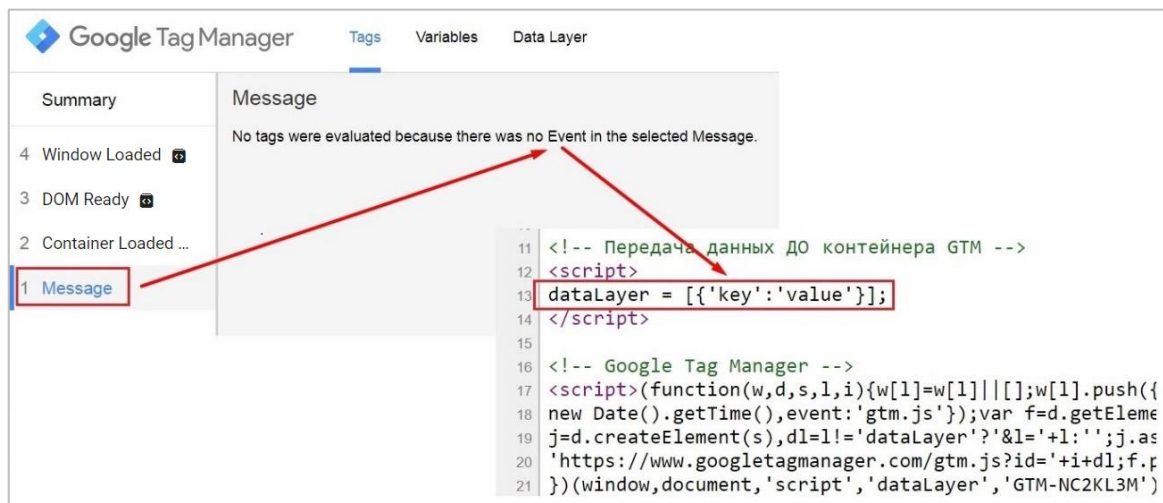 Google Tag Manager
Tags Variables Data Layer
Summary
4 Window Loaded
3 DOM Ready
2 Container Loaded ...
1 Message
Message
No tags were evaluated because there was no Event in the selected Message.
11 <!-- Передача данных ДО контейнера GTM -->
12 <script>
13 dataLayer = [{'key':'value'}];
14 </script>
15
16 <!-- Google Tag Manager -->
17 <script>(function(w,d,s,l,i){w[l]=w[l]||[];w[l].push({
18 new Date().getTime(),event:'gtm.js'});var f=d.getEleme
19 j=d.createElement(s),dl=l!='dataLayer'?'&l='+l:'';j.as
20 'https://www.googletagmanager.com/gtm.js?id='+i+dl;f.p
21 })(window,document,'script','dataLayer','GTM-NC2KL3M')